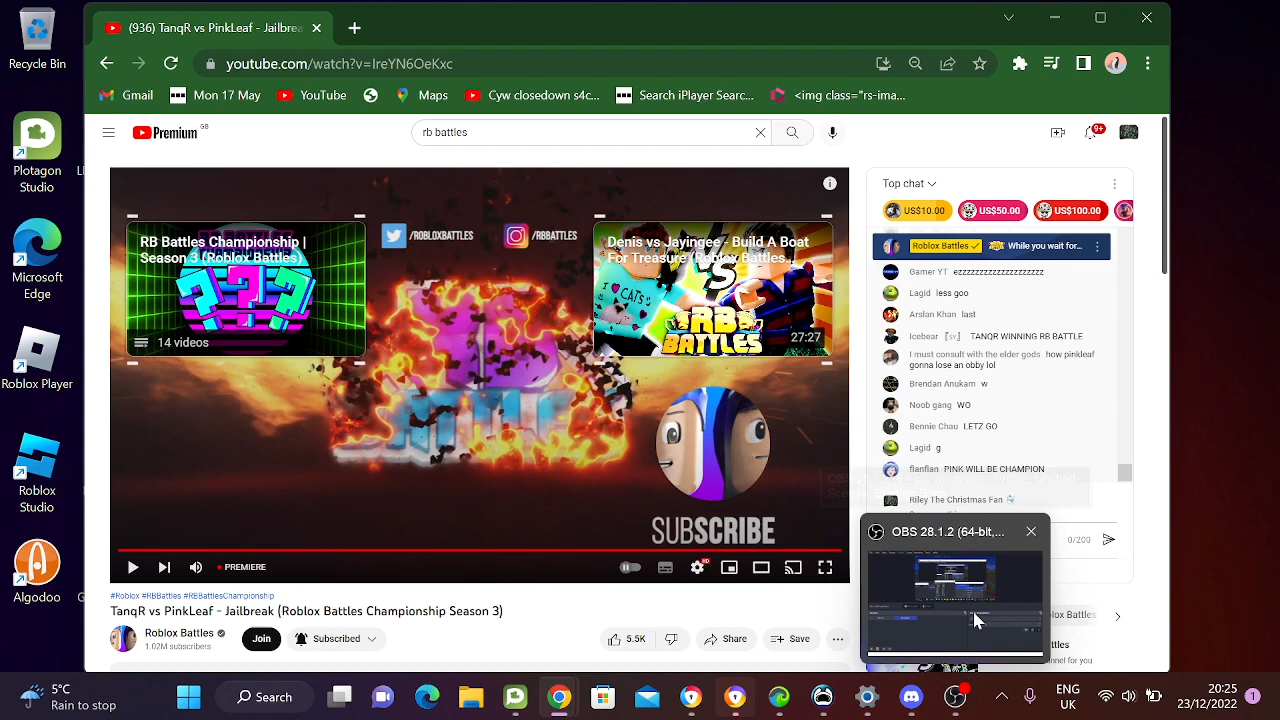 Recycle Bin
Plotagon Studio
Microsoft Edge
Roblox Player
Roblox Studio
Algodoo
(936) TanqR vs PinkLeaf - Jailbrea
youtube.com/watch?v=IreYN6OeKxc
Gmail
Mon 17 May
YouTube
Maps
Cyw closedown s4c...
Search iPlayer Searc...
<img class="rs-ima...
Premium GB
rb battles
9+
RB Battles Championship |
Season 3 (Roblox Battles)
14 videos
/ROBLOXBATTLES
/RBBATTLES
Denis vs Jayingee - Build A Boat
For Treasure (Roblox Battles...
I ♥ CATS
VS
RB
BATTLES
27:27
SUBSCRIBE
PREMIERE
Top chat
US$10.00
US$50.00
US$100.00
Roblox Battles
While you wait for...
Gamer YT ezzzzzzzzzzzzzzzzzzzz
Lagid less goo
Arslan Khan last
Icebear 〖sʏ〗 TANQR WINNING RB BATTLE
I must consult with the elder gods how pinkleaf
gonna lose an obby lol
Brendan Anukam w
Noob gang WO
Bennie Chau LETZ GO
Lagid g
flanflan PINK WILL BE CHAMPION
Riley The Christmas Fan
0/200
OBS 28.1.2 (64-bit,...
#Roblox #RBBattles #RBBattlesChampionship
TanqR vs PinkLeaf - Jailbreak (Roblox Battles Championship Season 3)
Roblox Battles
1.02M subscribers
Join
Subscribed
5.5K
Share
Save
5°C
Rain to stop
Search
ENG
UK
20:25
23/12/2022
1